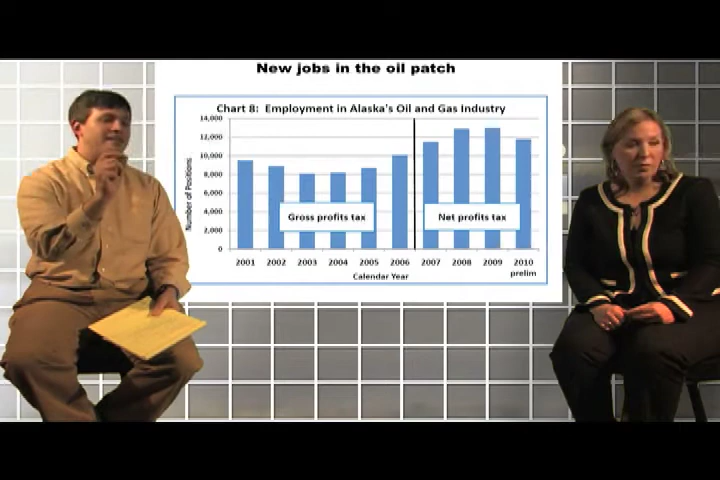 New jobs in the oil patch
Chart 8: Employment in Alaska's Oil and Gas Industry
14,000
12,000
10,000
8,000
6,000
4,000
2,000
0
Number of Positions
Gross profits tax
Net profits tax
2001 2002 2003 2004 2005 2006 2007 2008 2009 2010
prelim
Calendar Year